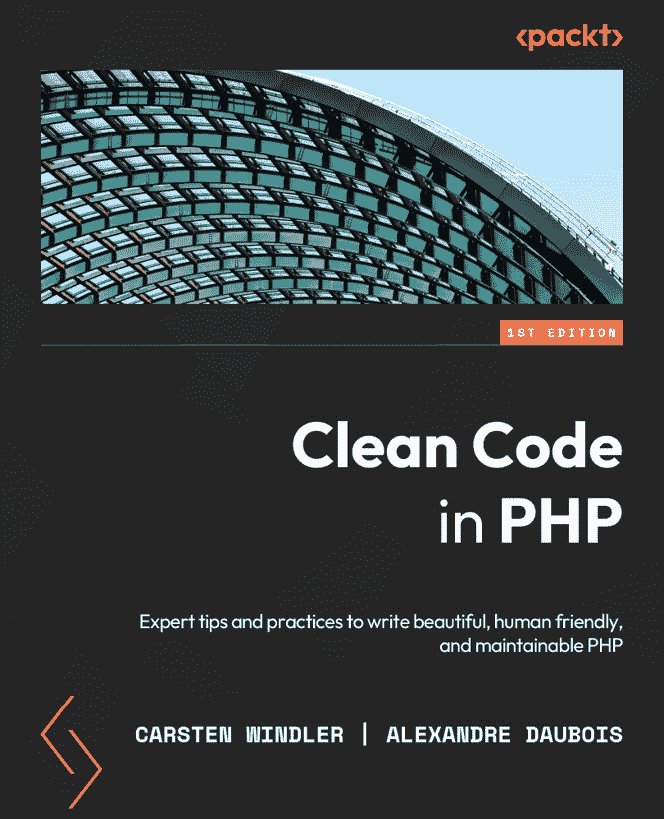 <packt>
1ST EDITION
Clean Code
in PHP
Expert tips and practices to write beautiful, human friendly,
and maintainable PHP
CARSTEN WINDLER | ALEXANDRE DAUBOIS